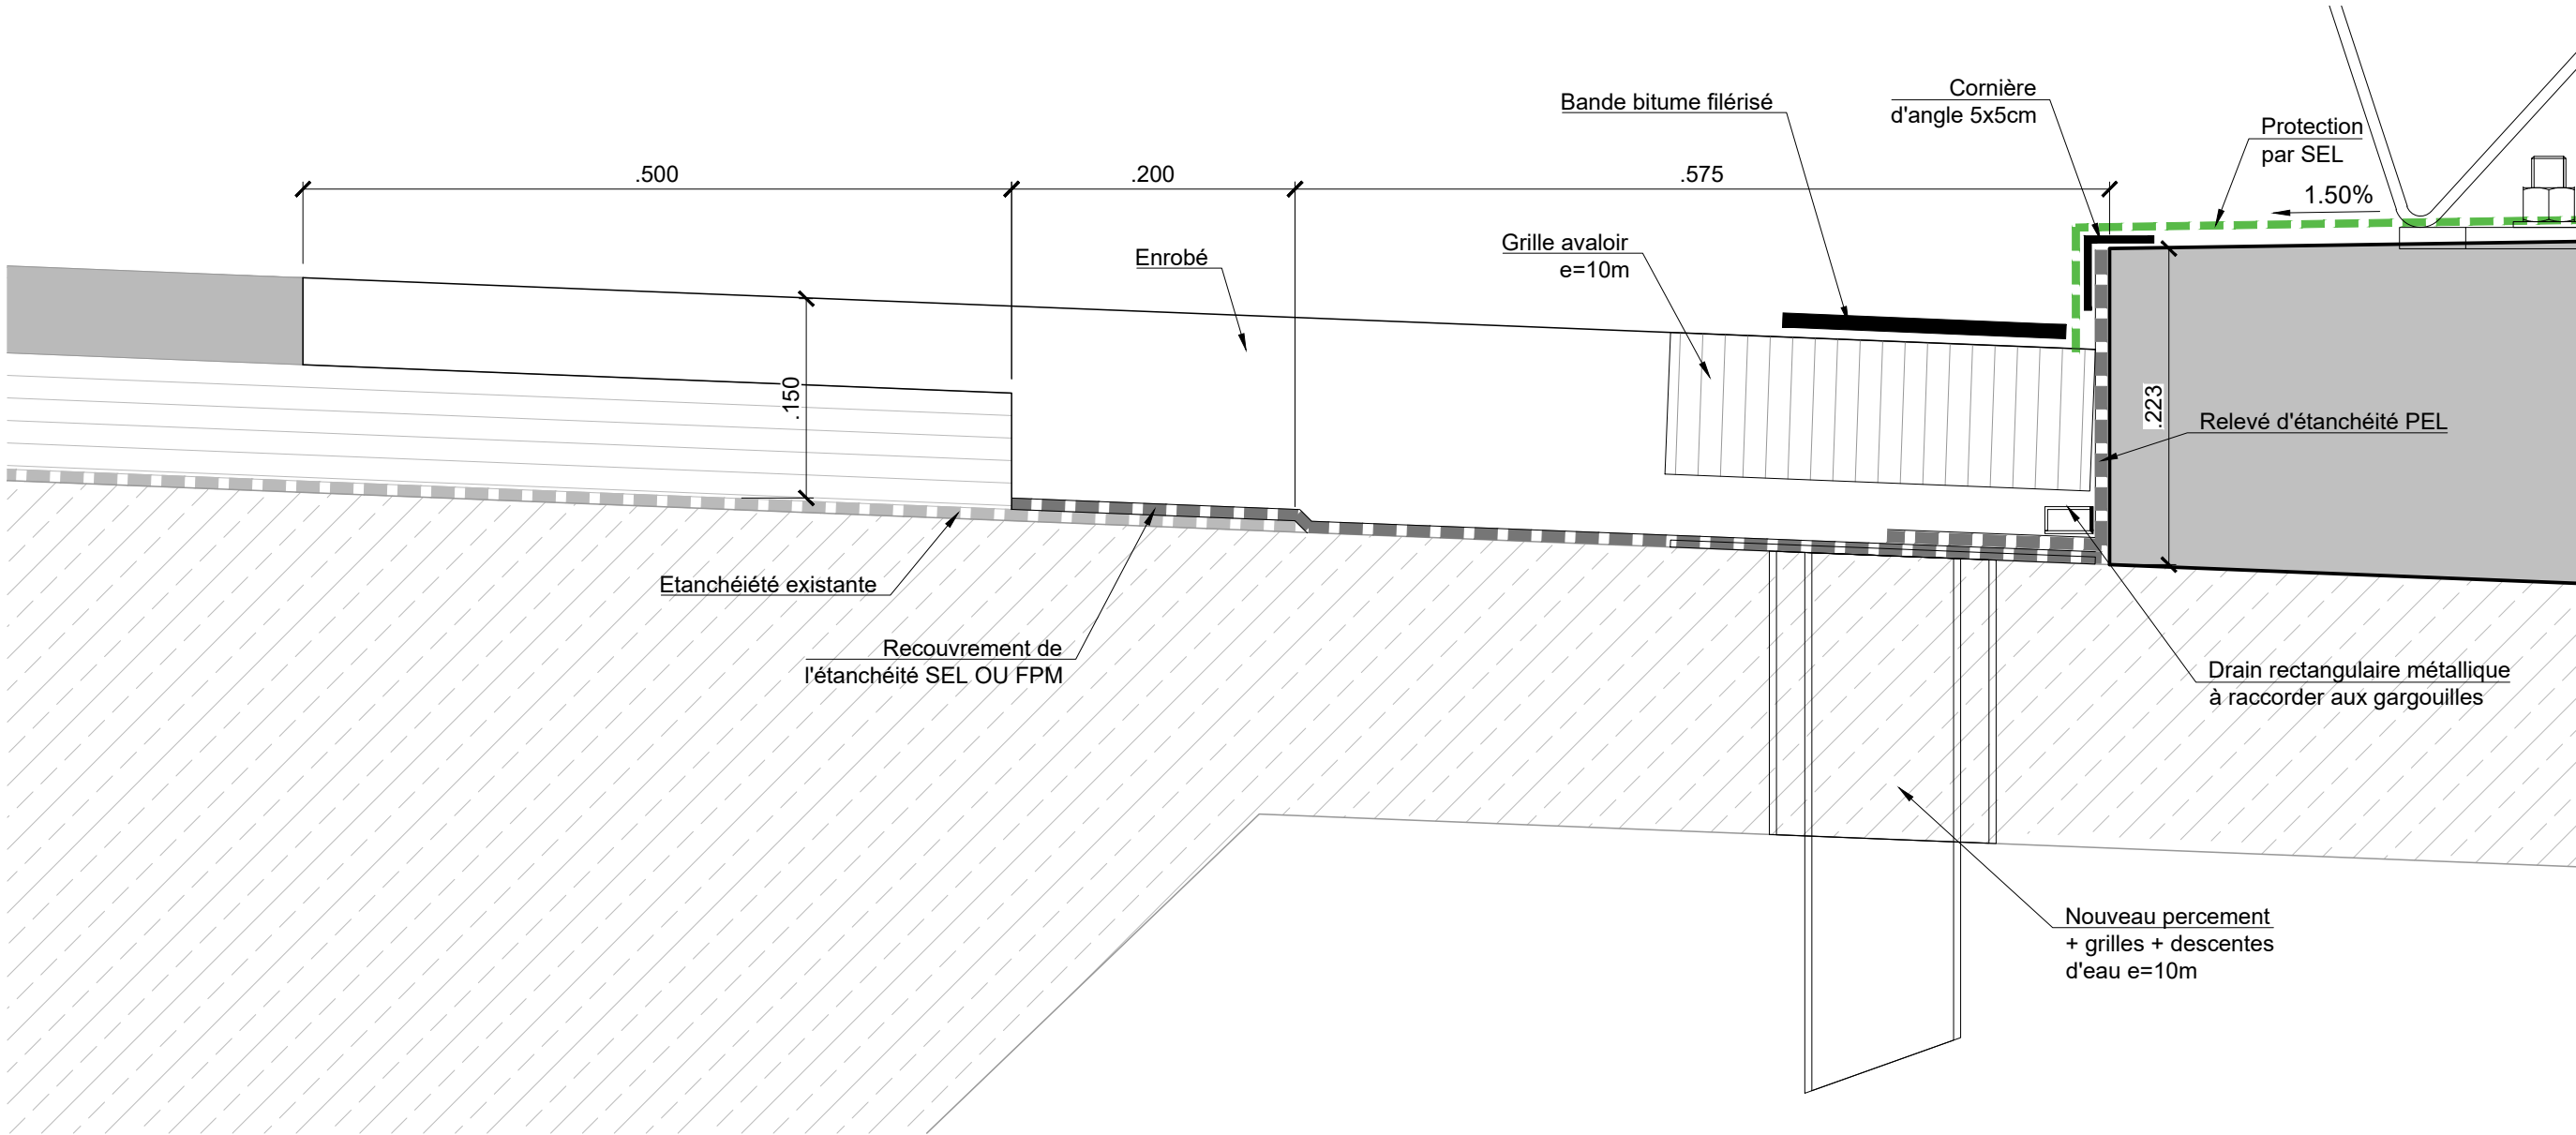 Cornière
d'angle 5x5cm
Bande bitume filérisé
Protection
par SEL
.500
.200
.575
1.50%
Grille avaloir
e=10m
Enrobé
.150
.223
Relevé d'étanchéité PEL
Etanchéiété existante
Recouvrement de
l'étanchéité SEL OU FPM
Drain rectangulaire métallique
à raccorder aux gargouilles
Nouveau percement
+ grilles + descentes
d'eau e=10m